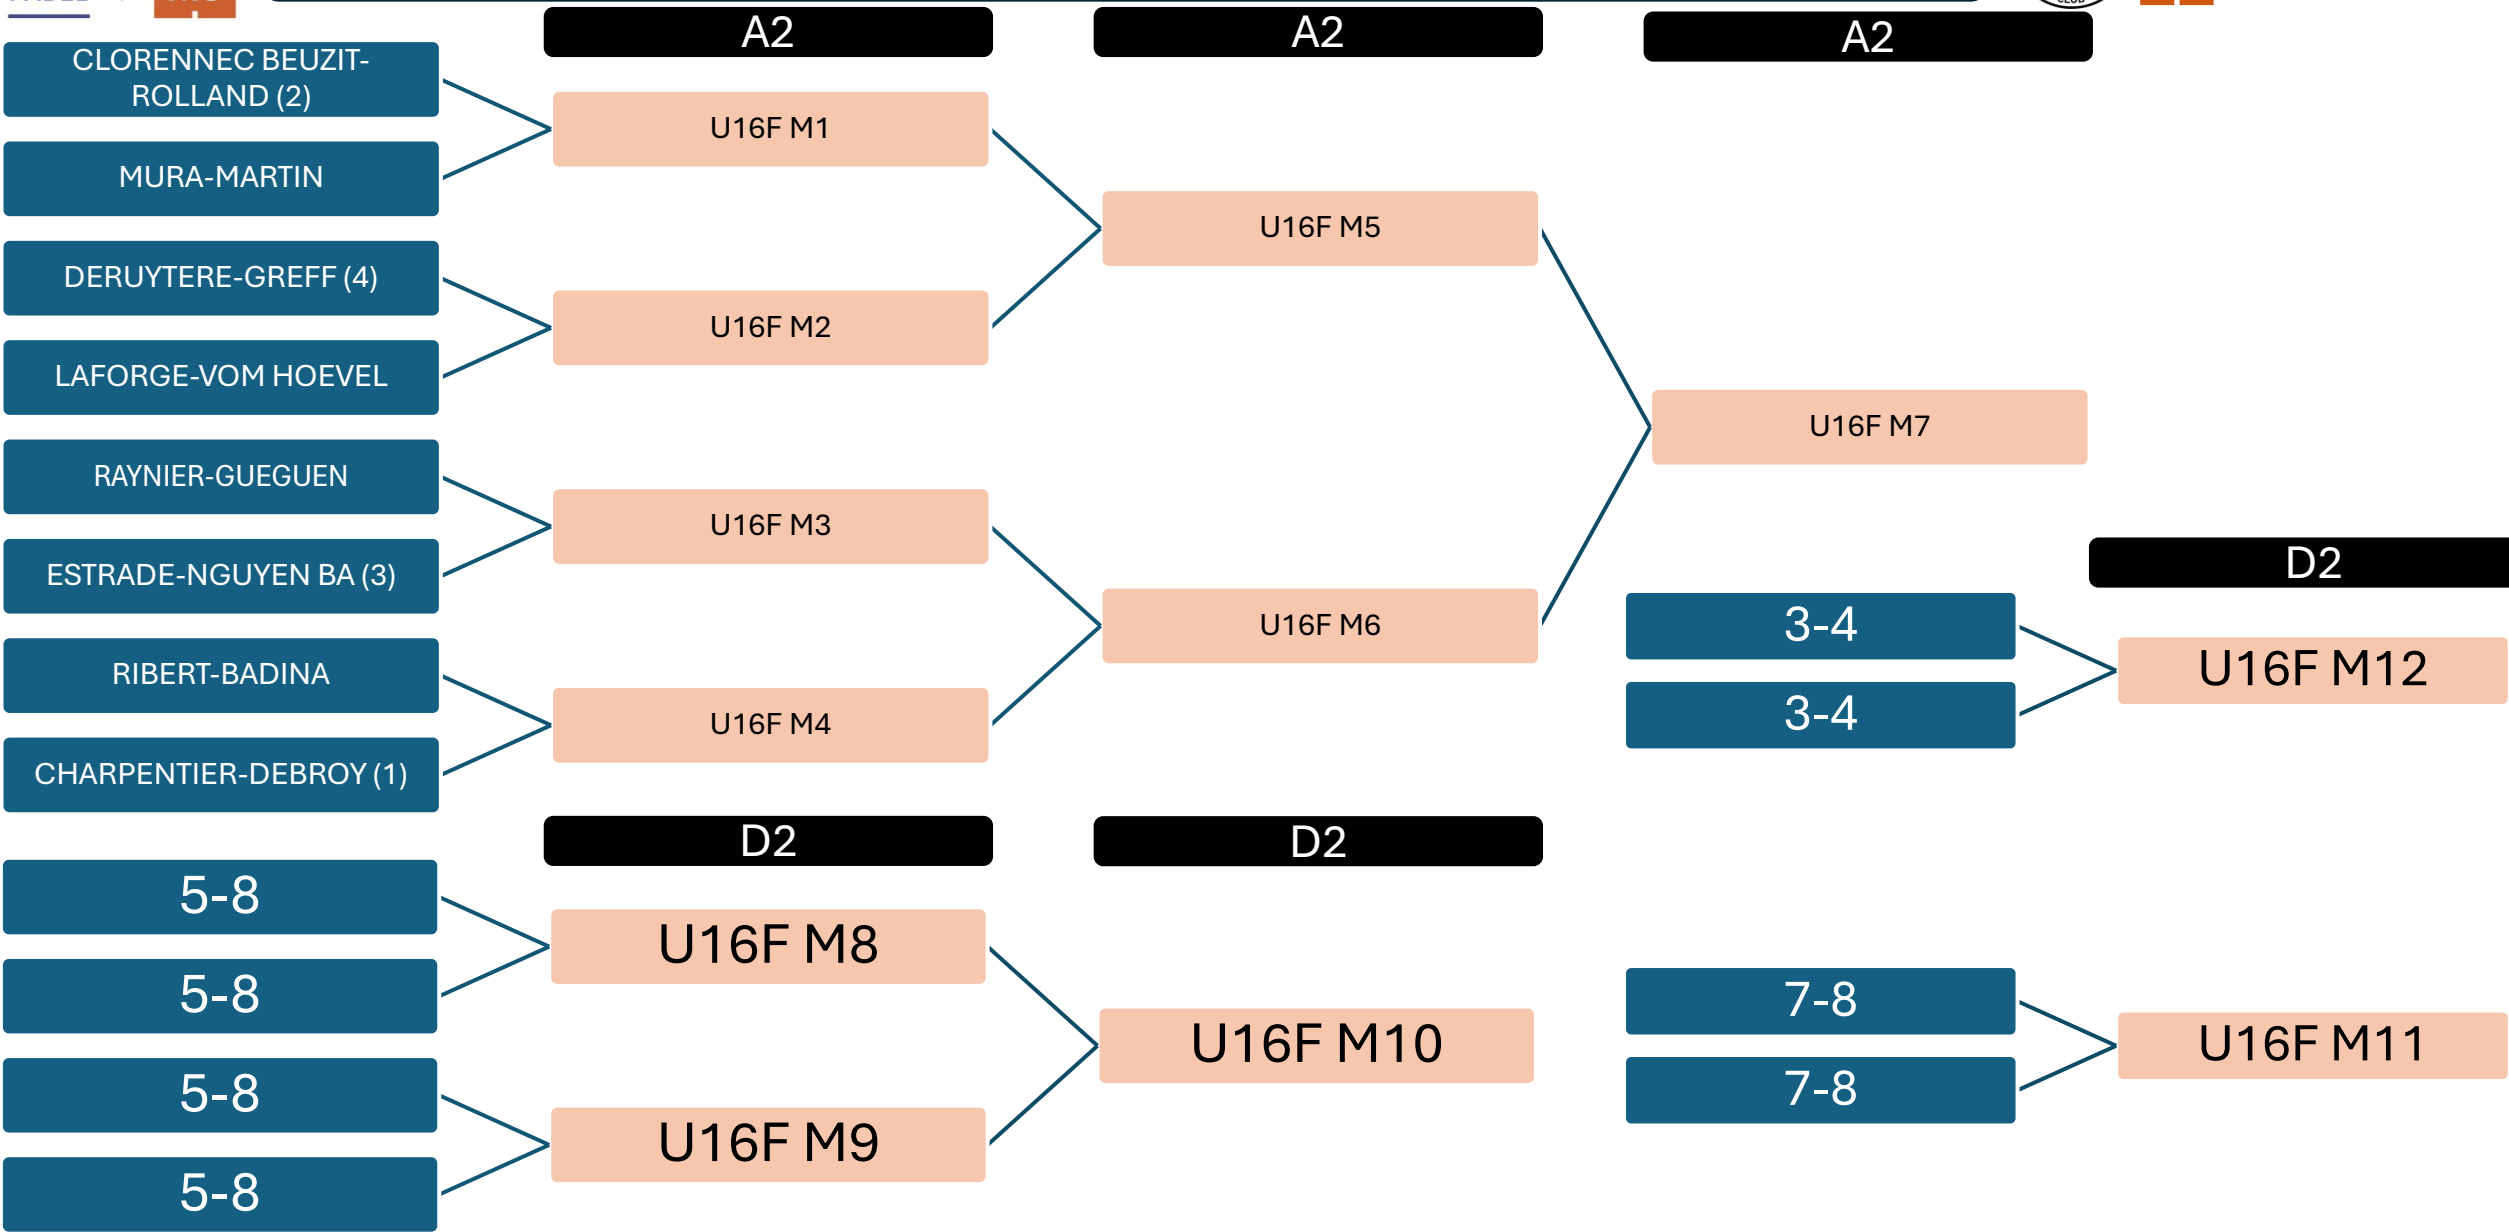 A2
A2
A2
CLORENNEC BEUZIT-
ROLLAND (2)
MURA-MARTIN
DERUYTERE-GREFF (4)
LAFORGE-VOM HOEVEL
RAYNIER-GUEGUEN
ESTRADE-NGUYEN BA (3)
RIBERT-BADINA
CHARPENTIER-DEBROY (1)
U16F M1
U16F M2
U16F M3
U16F M4
U16F M5
U16F M6
U16F M7
D2
3-4
3-4
U16F M12
D2
D2
5-8
5-8
5-8
5-8
U16F M8
U16F M9
U16F M10
7-8
7-8
U16F M11